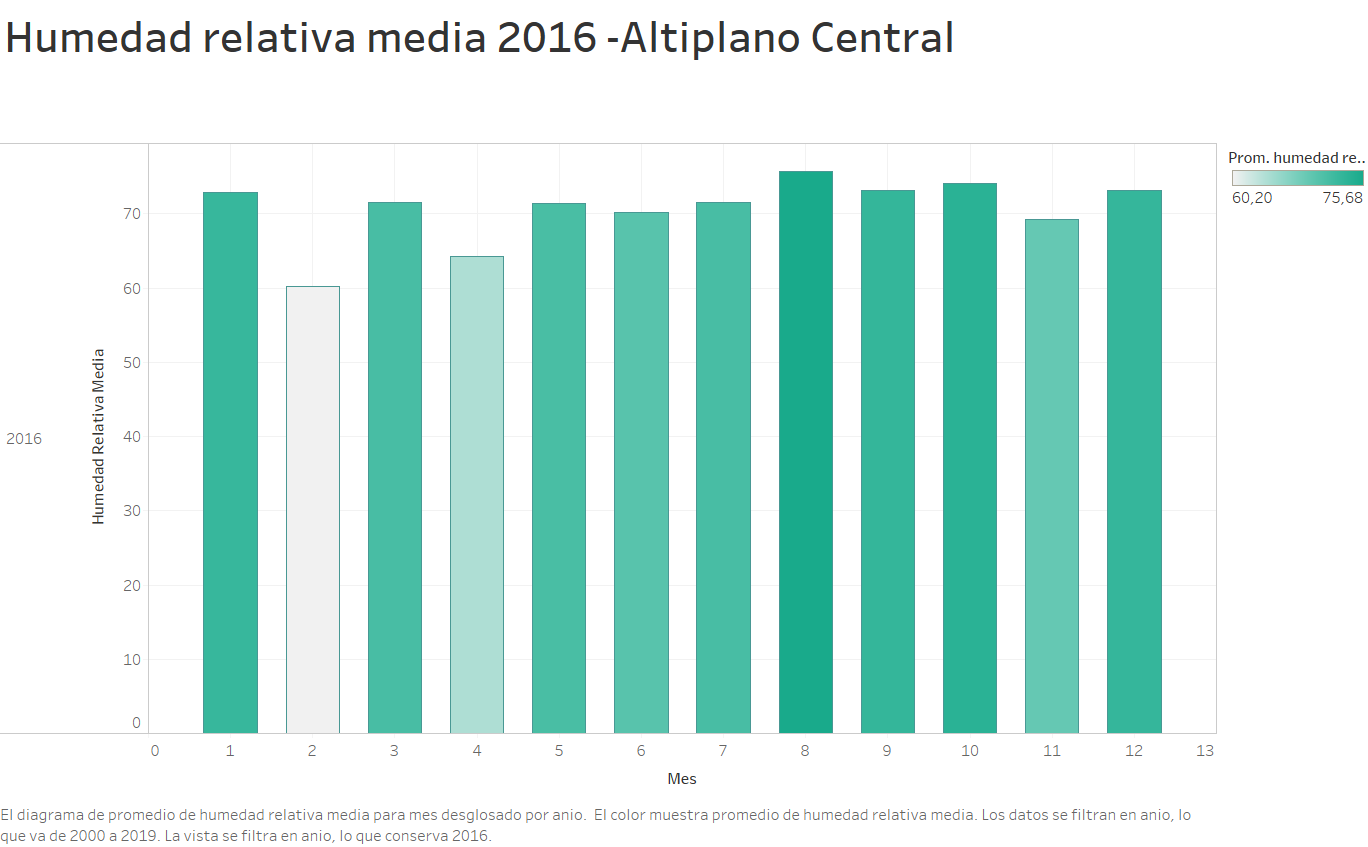 Humedad relativa media 2016 -Altiplano Central
Prom. humedad re..
60,20 75,68
70
60
50
40
30
20
10
0
Humedad Relativa Media
2016
0 1 2 3 4 5 6 7 8 9 10 11 12 13
Mes
El diagrama de promedio de humedad relativa media para mes desglosado por anio. El color muestra promedio de humedad relativa media. Los datos se filtran en anio, lo
que va de 2000 a 2019. La vista se filtra en anio, lo que conserva 2016.